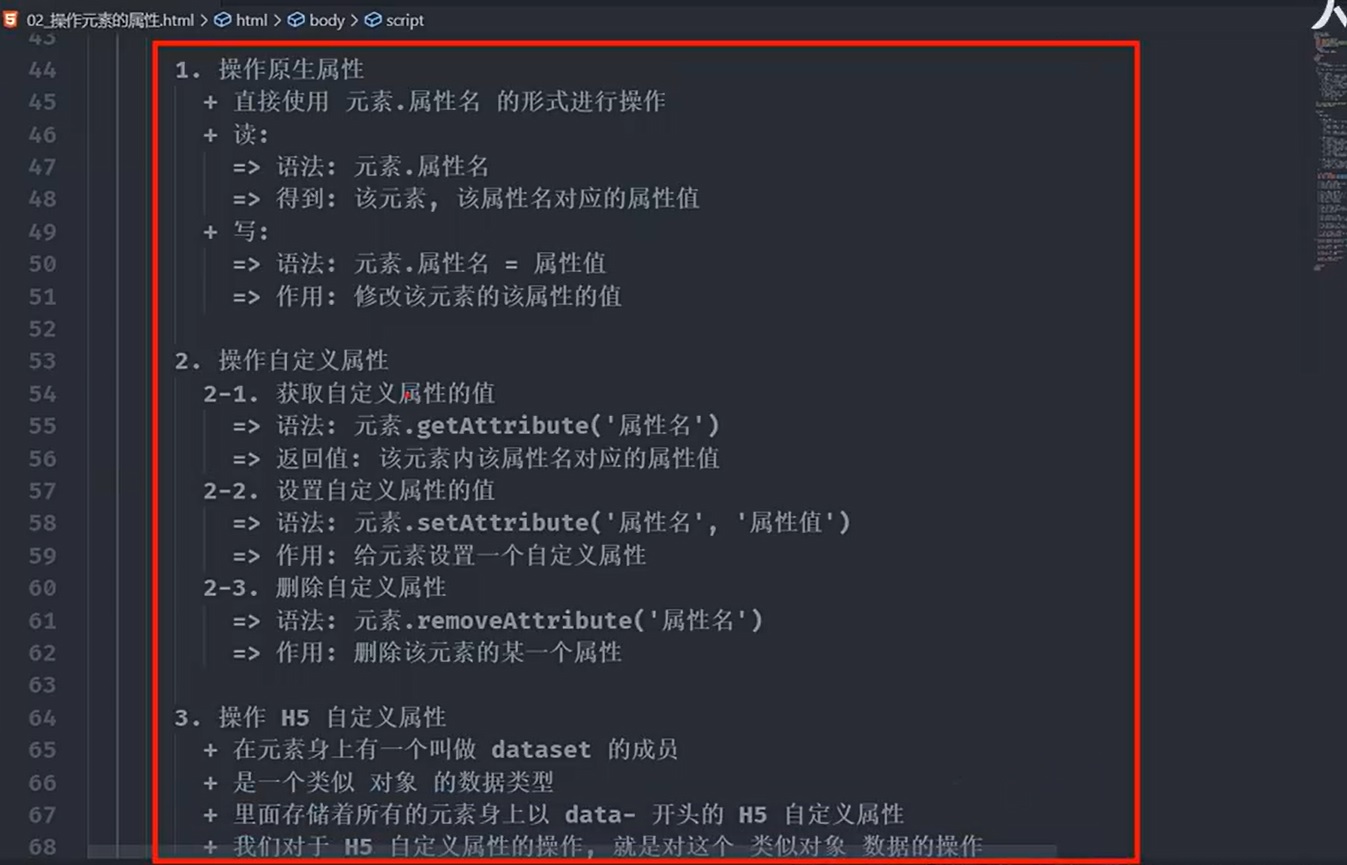 02_操作元素的属性.html > html > body > script
43
44 1. 操作原生属性
45 + 直接使用 元素.属性名 的形式进行操作
46 + 读:
47 => 语法: 元素.属性名
48 => 得到: 该元素, 该属性名对应的属性值
49 + 写:
50 => 语法: 元素.属性名 = 属性值
51 => 作用: 修改该元素的该属性的值
52
53 2. 操作自定义属性
54 2-1. 获取自定义属性的值
55 => 语法: 元素.getAttribute('属性名')
56 => 返回值: 该元素内该属性名对应的属性值
57 2-2. 设置自定义属性的值
58 => 语法: 元素.setAttribute('属性名', '属性值')
59 => 作用: 给元素设置一个自定义属性
60 2-3. 删除自定义属性
61 => 语法: 元素.removeAttribute('属性名')
62 => 作用: 删除该元素的某一个属性
63
64 3. 操作 H5 自定义属性
65 + 在元素身上有一个叫做 dataset 的成员
66 + 是一个类似 对象 的数据类型
67 + 里面存储着所有的元素身上以 data- 开头的 H5 自定义属性
68 + 我们对于 H5 自定义属性的操作, 就是对这个 类似对象 数据的操作